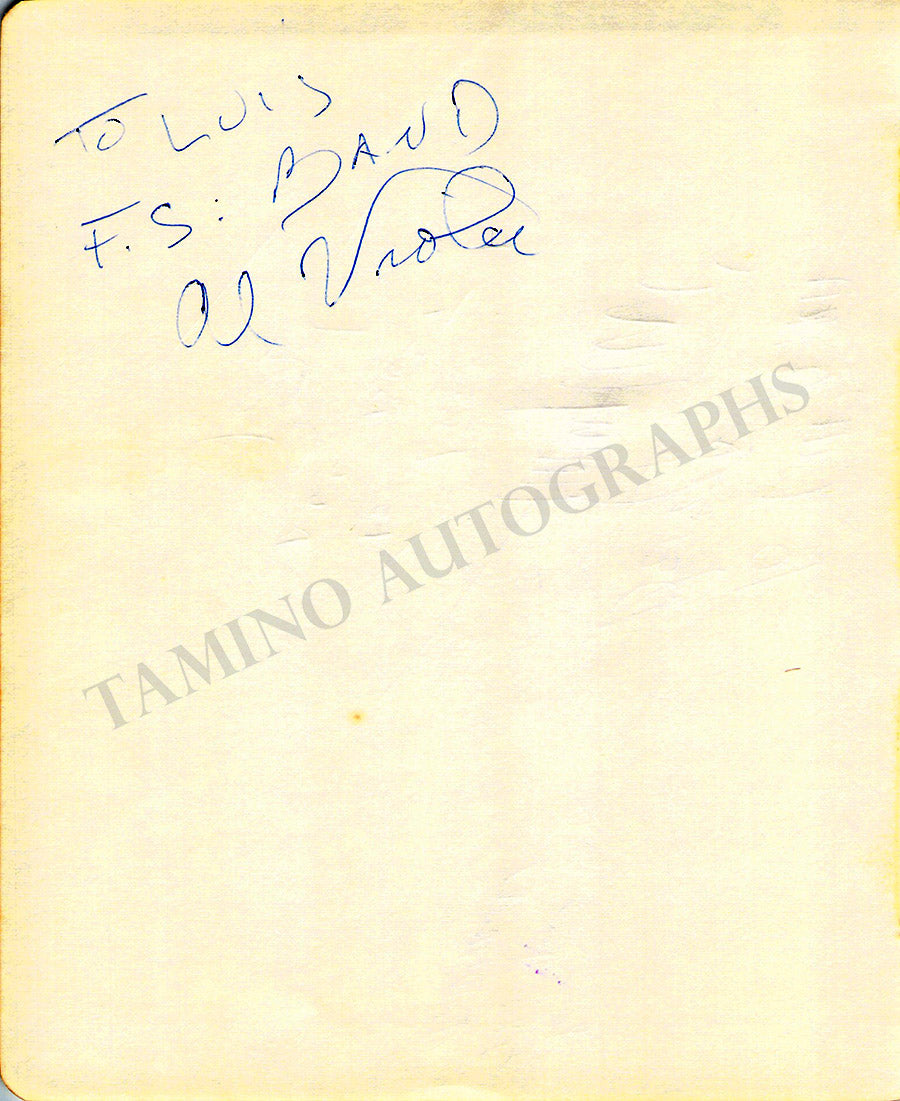 To Luis
F.S. BAND
Al Viola
TAMINO AUTOGRAPHS